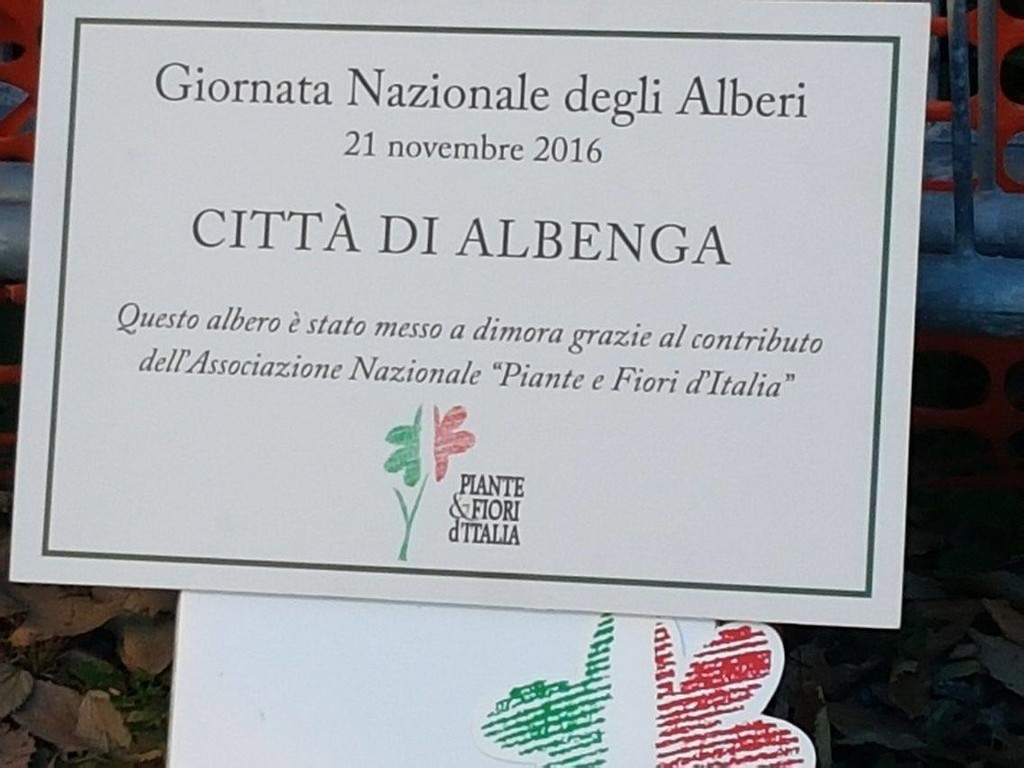 Giornata Nazionale degli Alberi
21 novembre 2016
CITTÀ DI ALBENGA
Questo albero è stato messo a dimora grazie al contributo
dell'Associazione Nazionale “Piante e Fiori d'Italia”
PIANTE
&FIORI
d'ITALIA